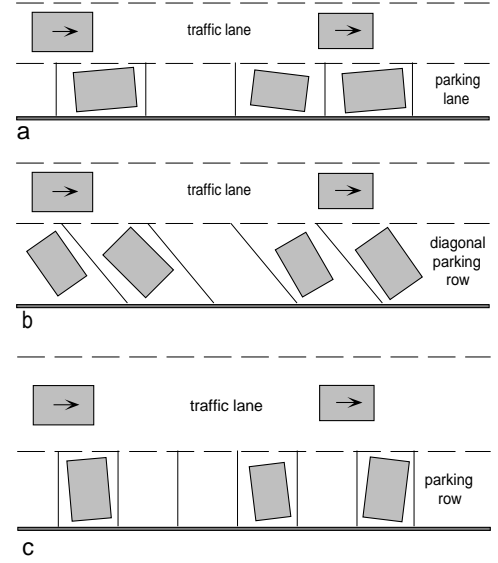 traffic lane
parking
lane
a
traffic lane
diagonal
parking
row
b
traffic lane
parking
row
c